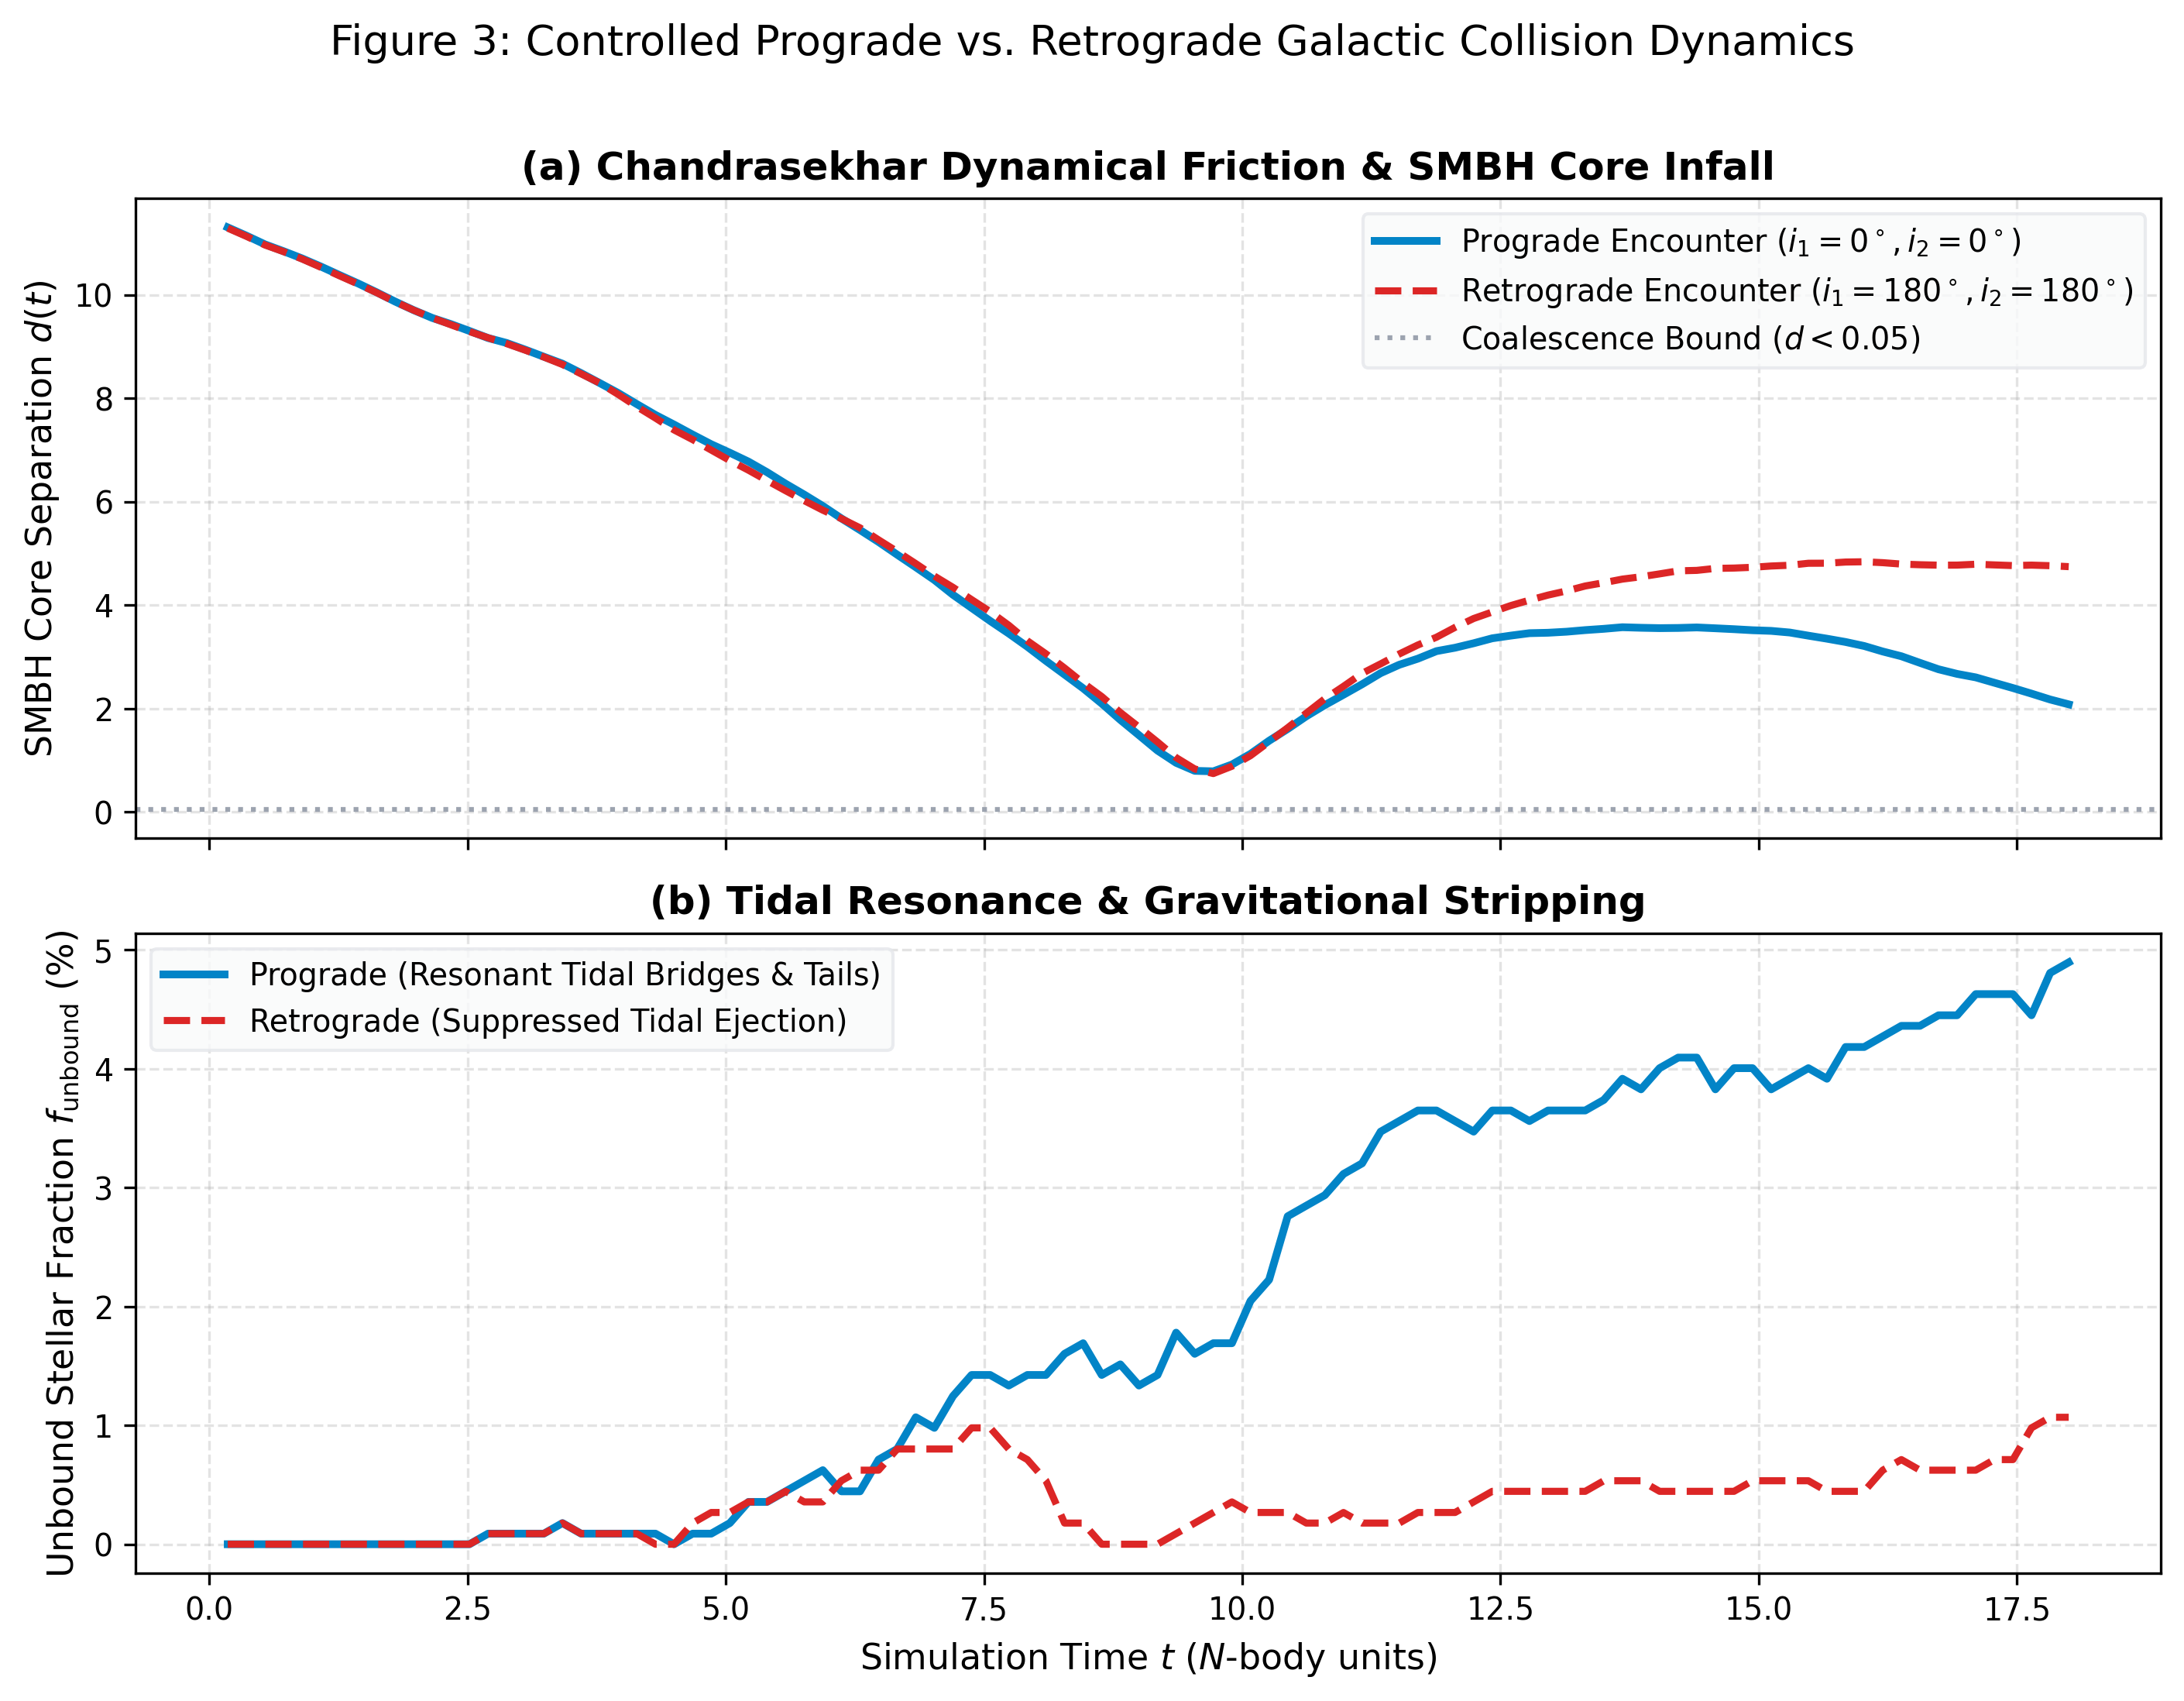 Figure 3: Controlled Prograde vs. Retrograde Galactic Collision Dynamics
(a) Chandrasekhar Dynamical Friction & SMBH Core Infall
SMBH Core Separation d(t)
10
8
6
4
2
0
Prograde Encounter (i₁ = 0°, i₂ = 0°)
Retrograde Encounter (i₁ = 180°, i₂ = 180°)
Coalescence Bound (d < 0.05)
(b) Tidal Resonance & Gravitational Stripping
Unbound Stellar Fraction f_unbound (%)
5
4
3
2
1
0
Prograde (Resonant Tidal Bridges & Tails)
Retrograde (Suppressed Tidal Ejection)
0.0 2.5 5.0 7.5 10.0 12.5 15.0 17.5
Simulation Time t (N-body units)